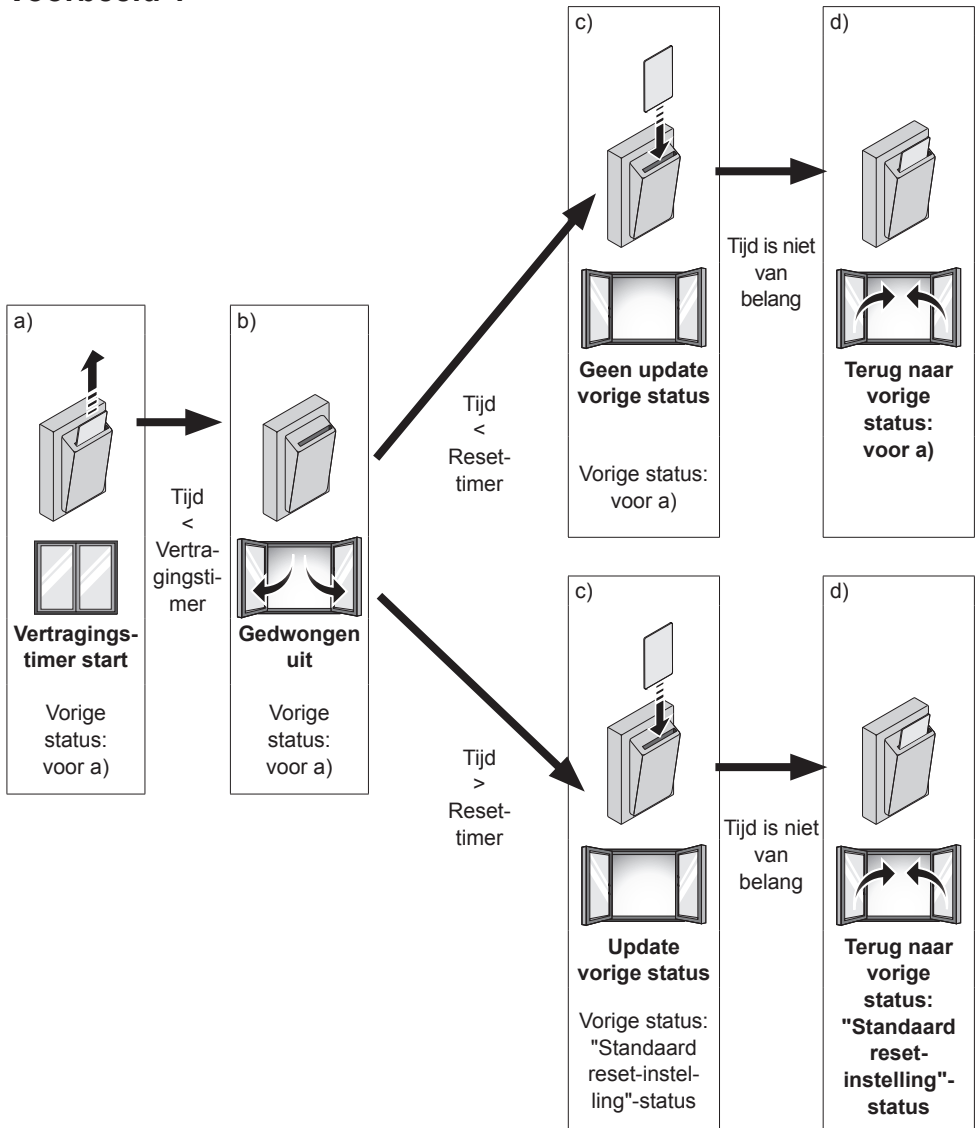 Voorbeeld
a)
Vertragings-
timer start
Vorige
status:
voor a)
Tijd
<
Vertra-
gingsti-
mer
b)
Gedwongen
uit
Vorige
status:
voor a)
Tijd
<
Reset-
timer
c)
Geen update
vorige status
Vorige status:
voor a)
Tijd is niet
van
belang
d)
Terug naar
vorige
status:
voor a)
Tijd
>
Reset-
timer
c)
Update
vorige status
Vorige status:
"Standaard
reset-instel-
ling"-status
Tijd is niet
van
belang
d)
Terug naar
vorige
status:
"Standaard
reset-
instelling"-
status